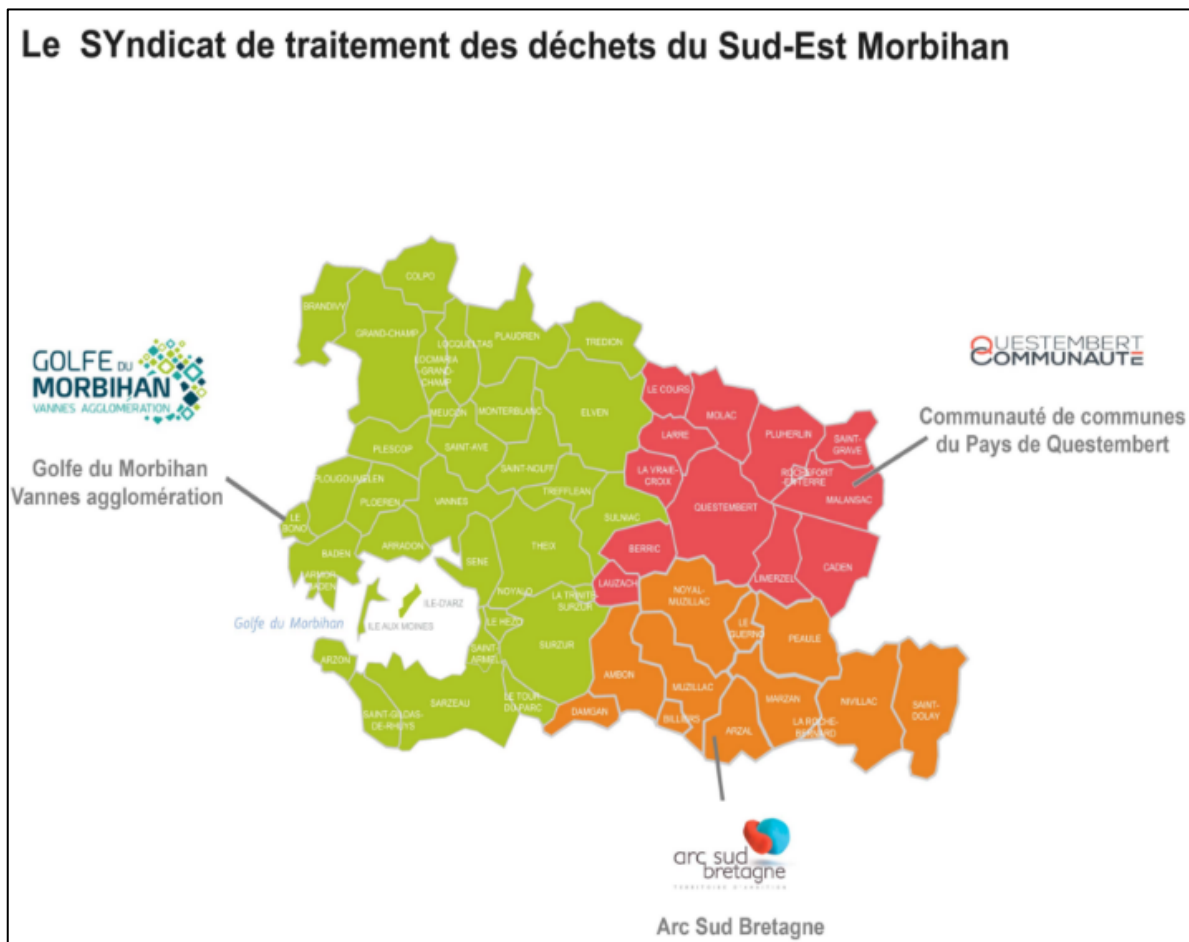 Le SYndicat de traitement des déchets du Sud-Est Morbihan
COLPO
BRANDIVY
GRAND-CHAMP
LOCQUELTAS
PLAUDREN
TREDION
LOCMARIA
-GRAND-
CHAMP
GOLFE DU
MORBIHAN
VANNES AGGLOMÉRATION
QUESTEMBERT
COMMUNAUTÉ
LE COURS
MOLAC
MEUCON
MONTERBLANC
ELVEN
Communauté de communes
du Pays de Questembert
LARRE
PLUHERLIN
SAINT-
GRAVE
PLESCOP
SAINT-AVE
Golfe du Morbihan
Vannes agglomération
SAINT-NOLFF
LA VRAIE-
CROIX
ROCHEFORT
-EN-TERRE
PLOUGOUMELEN
TREFFLEAN
PLOEREN
VANNES
MALANSAC
QUESTEMBERT
SULNIAC
LE
BONO
BADEN
ARRADON
SENE
THEIX
BERRIC
CADEN
LARMOR-
BADEN
LAUZACH
LIMERZEL
NOYALO
LA TRINITE-
SURZUR
NOYAL-
MUZILLAC
ILE-D'ARZ
Golfe du Morbihan
ILE AUX MOINES
LE HEZO
LE
GUERNO
PEAULE
SURZUR
ARZON
SAINT-
ARMEL
AMBON
MUZILLAC
MARZAN
NIVILLAC
SAINT-
DOLAY
SARZEAU
LE TOUR
DU PARC
SAINT-GILDAS-
DE-RHUYS
DAMGAN
BILLIERS
ARZAL
LA ROCHE-
BERNARD
arc sud
bretagne
TERRITOIRE D'AMBITION
Arc Sud Bretagne